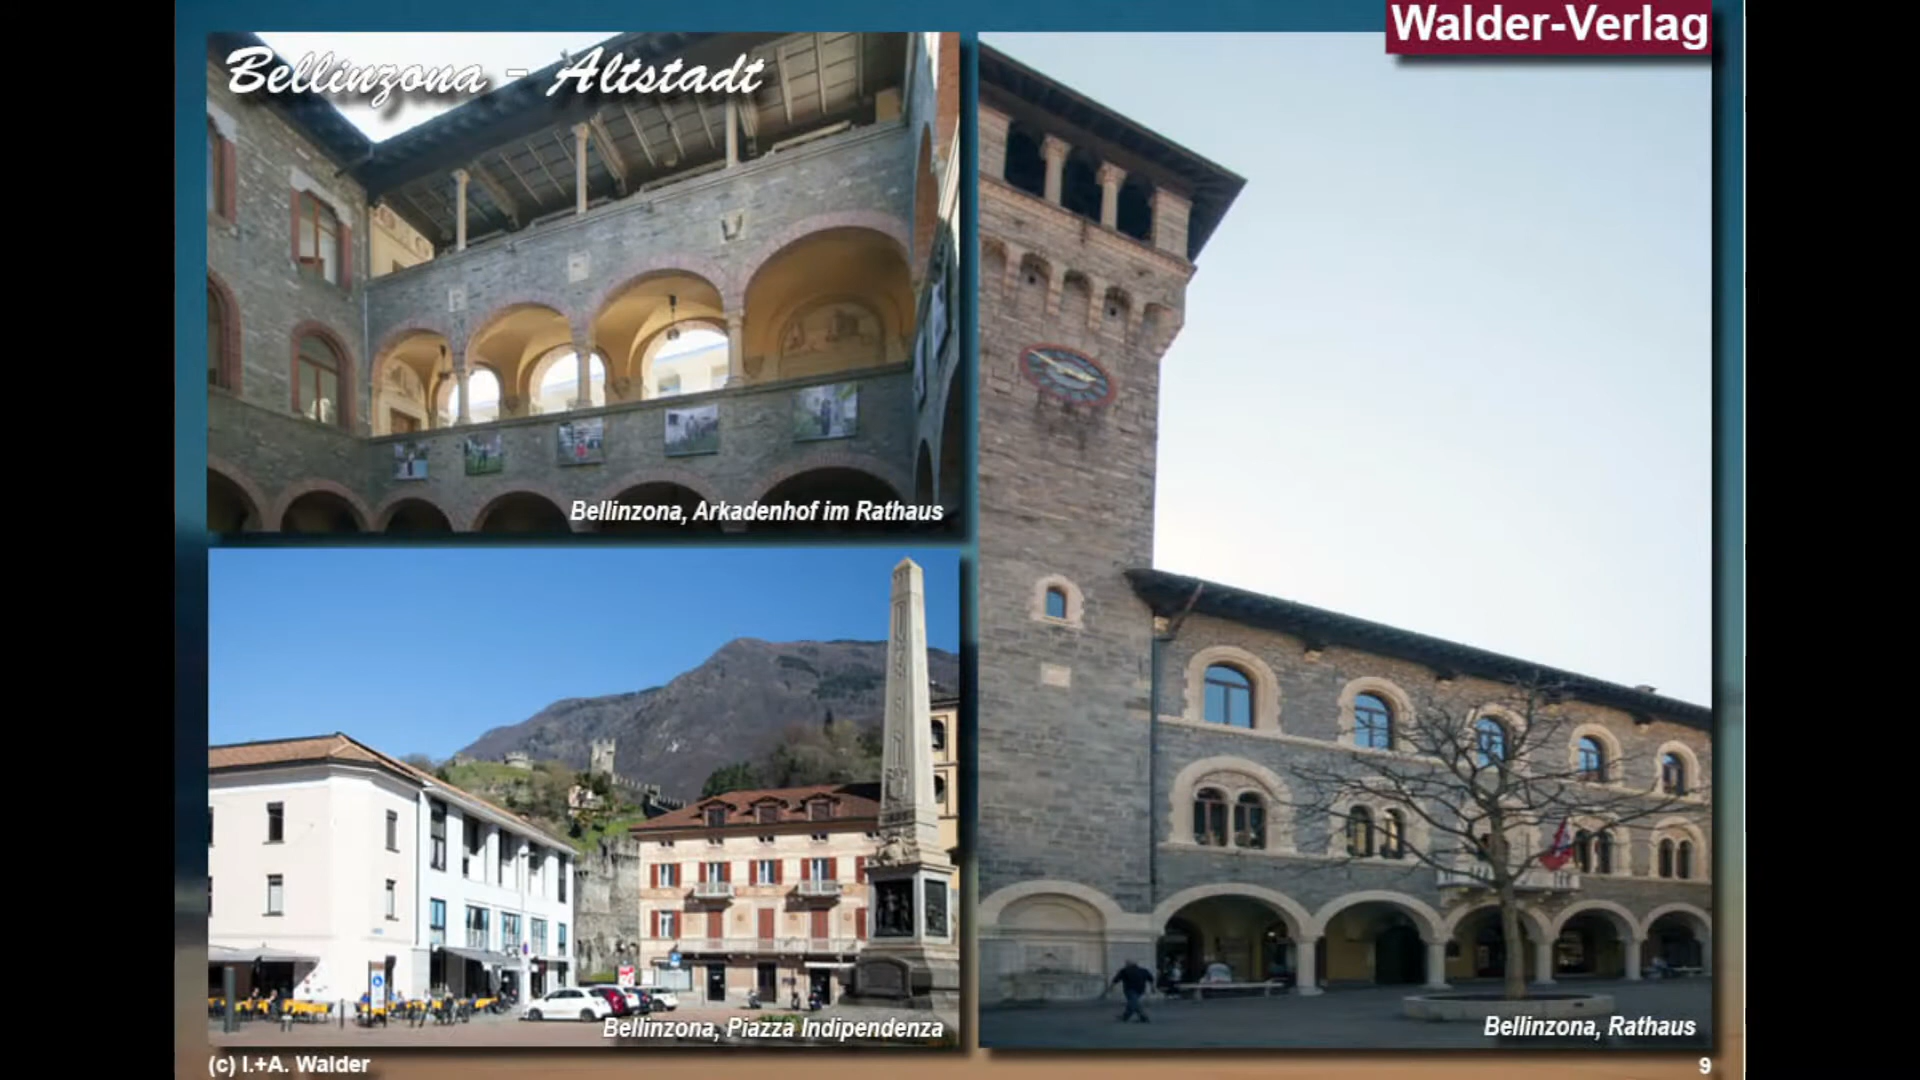 Walder-Verlag
Bellinzona - Altstadt
Bellinzona, Arkadenhof im Rathaus
Bellinzona, Piazza Indipendenza
Bellinzona, Rathaus
(c) I.+A. Walder
9